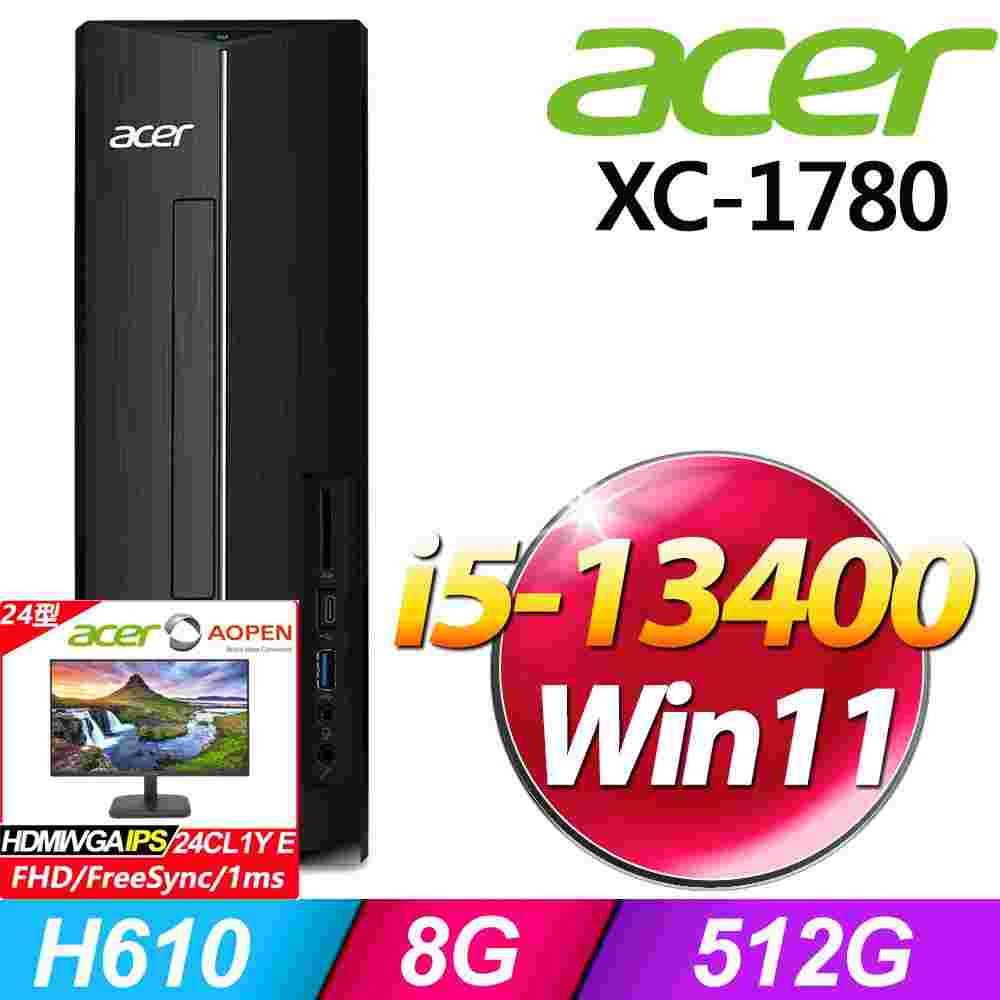 acer
XC-1780
acer
i5-13400
Win11
24型
acer AOPEN
HDMI/VGA IPS 24CL1Y E
FHD/FreeSync/1ms
H610 8G 512G